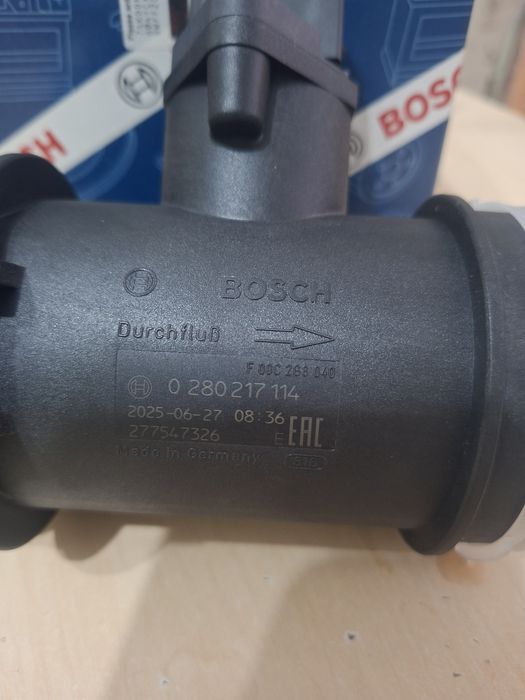 BOSCH
BOSCH
Durchfluß
F 00C 2G8 040
0 280 217 114
2025-06-27 08:36
277547326 E EAC
Made in Germany